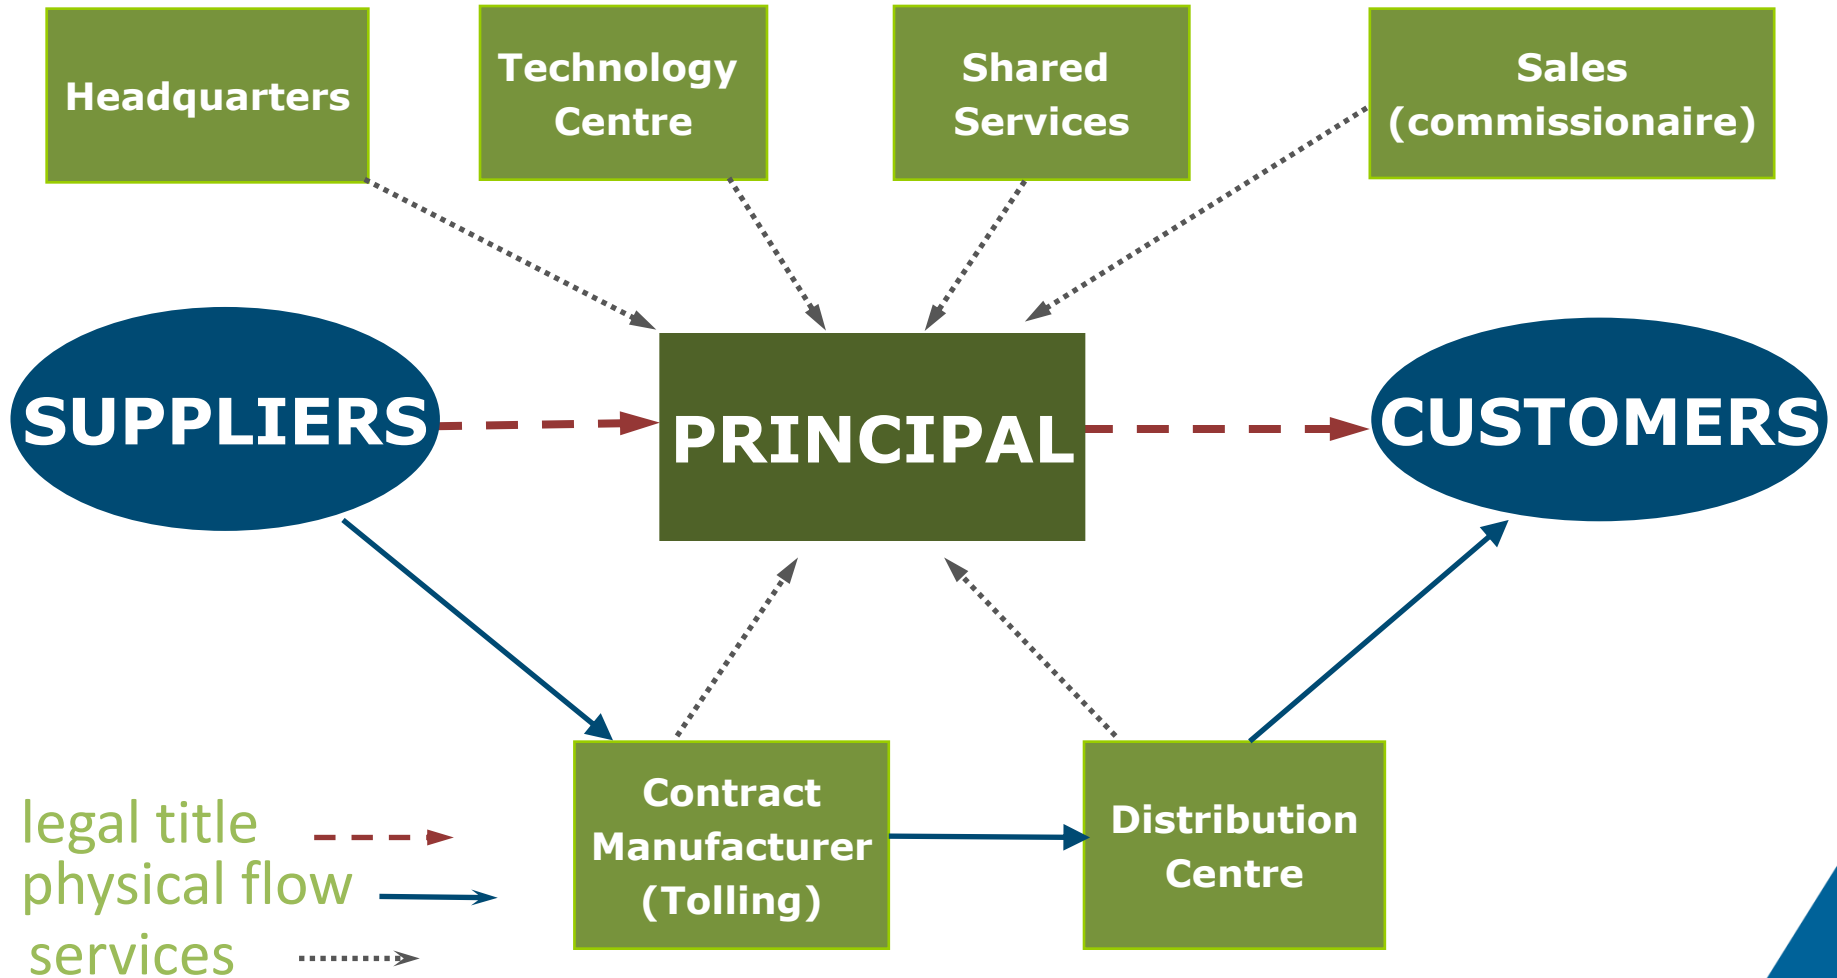 Headquarters
Technology
Centre
Shared
Services
Sales
(commissionaire)
SUPPLIERS
PRINCIPAL
CUSTOMERS
Contract
Manufacturer
(Tolling)
Distribution
Centre
legal title
physical flow
services